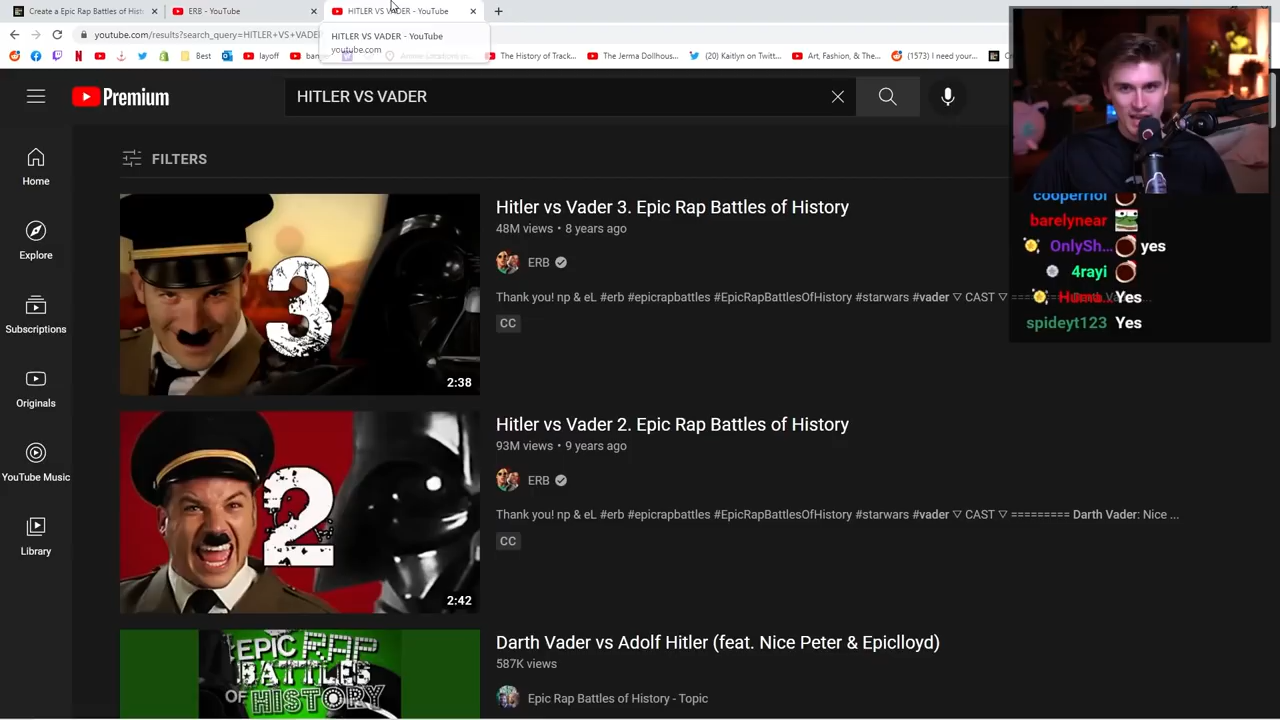 Create a Epic Rap Battles of Hist
ERB - YouTube
HITLER VS VADER - YouTube
youtube.com/results?search_query=HITLER+VS+VADER
HITLER VS VADER - YouTube
youtube.com
Best
layoff
The History of Track...
The Jerma Dollhous...
(20) Kaitlyn on Twitt...
Art, Fashion, & The...
(1573) I need your...
Premium
HITLER VS VADER
FILTERS
Home
Explore
Subscriptions
Originals
YouTube Music
Library
3
2:38
Hitler vs Vader 3. Epic Rap Battles of History
48M views • 8 years ago
ERB
Thank you! np & eL #erb #epicrapbattles #EpicRapBattlesOfHistory #starwars #vader ▽ CAST ▽
CC
2
2:42
Hitler vs Vader 2. Epic Rap Battles of History
93M views • 9 years ago
ERB
Thank you! np & eL #erb #epicrapbattles #EpicRapBattlesOfHistory #starwars #vader ▽ CAST ▽ ========= Darth Vader: Nice ...
CC
EPIC RAP
BATTLES
OF HISTORY
Darth Vader vs Adolf Hitler (feat. Nice Peter & Epiclloyd)
587K views
Epic Rap Battles of History - Topic
barelynear
OnlySh... yes
4rayi
Yes
spideyt123 Yes